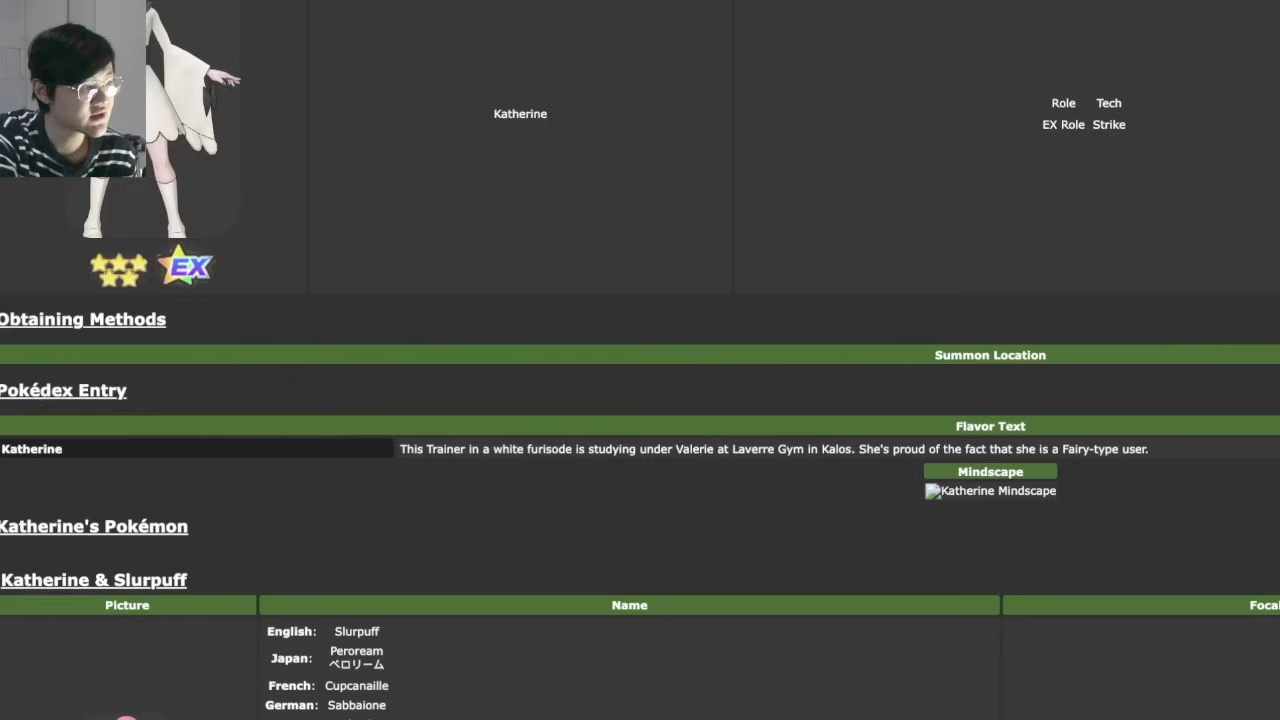 Katherine
Role Tech
EX Role Strike
EX
Obtaining Methods
Summon Location
Pokédex Entry
Flavor Text
Katherine
This Trainer in a white furisode is studying under Valerie at Laverre Gym in Kalos. She's proud of the fact that she is a Fairy-type user.
Mindscape
Katherine Mindscape
Katherine's Pokémon
Katherine & Slurpuff
Picture
Name
Focal
English: Slurpuff
Japan: Peroream
ペロリーム
French: Cupcanaille
German: Sabbaione